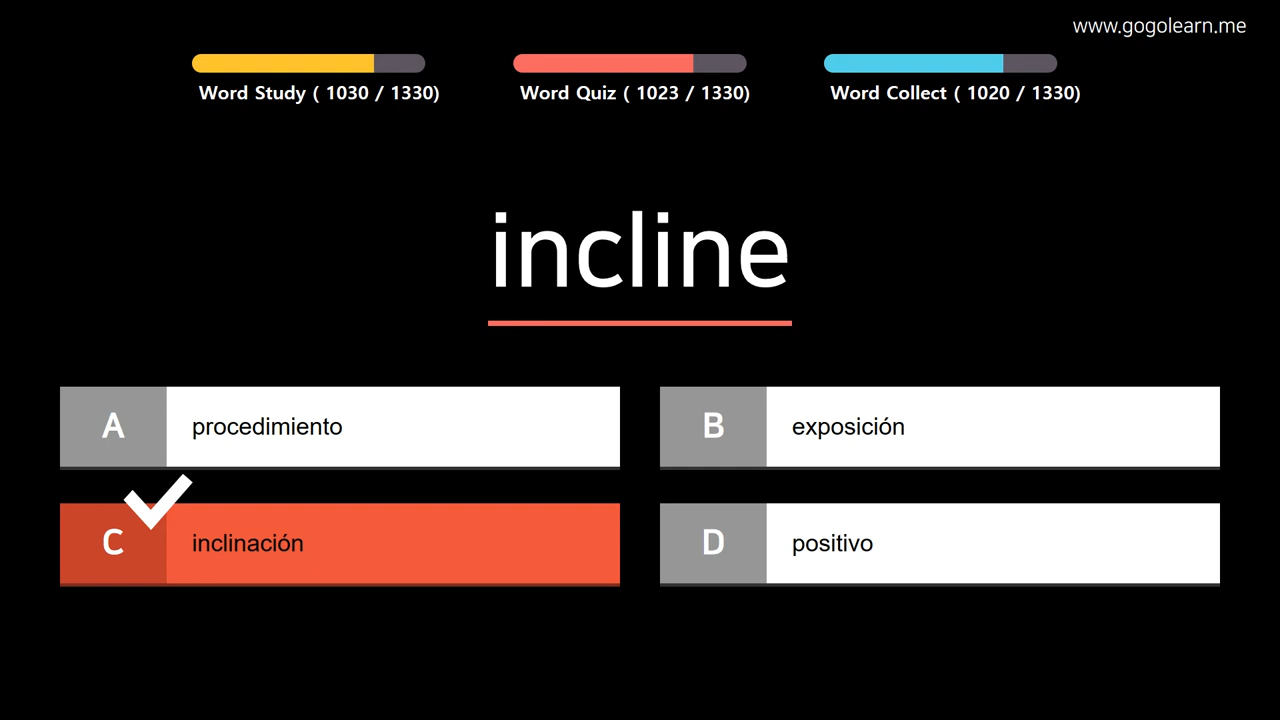 www.gogolearn.me
Word Study ( 1030 / 1330)
Word Quiz ( 1023 / 1330)
Word Collect ( 1020 / 1330)
incline
A procedimiento
B exposición
C inclinación
D positivo